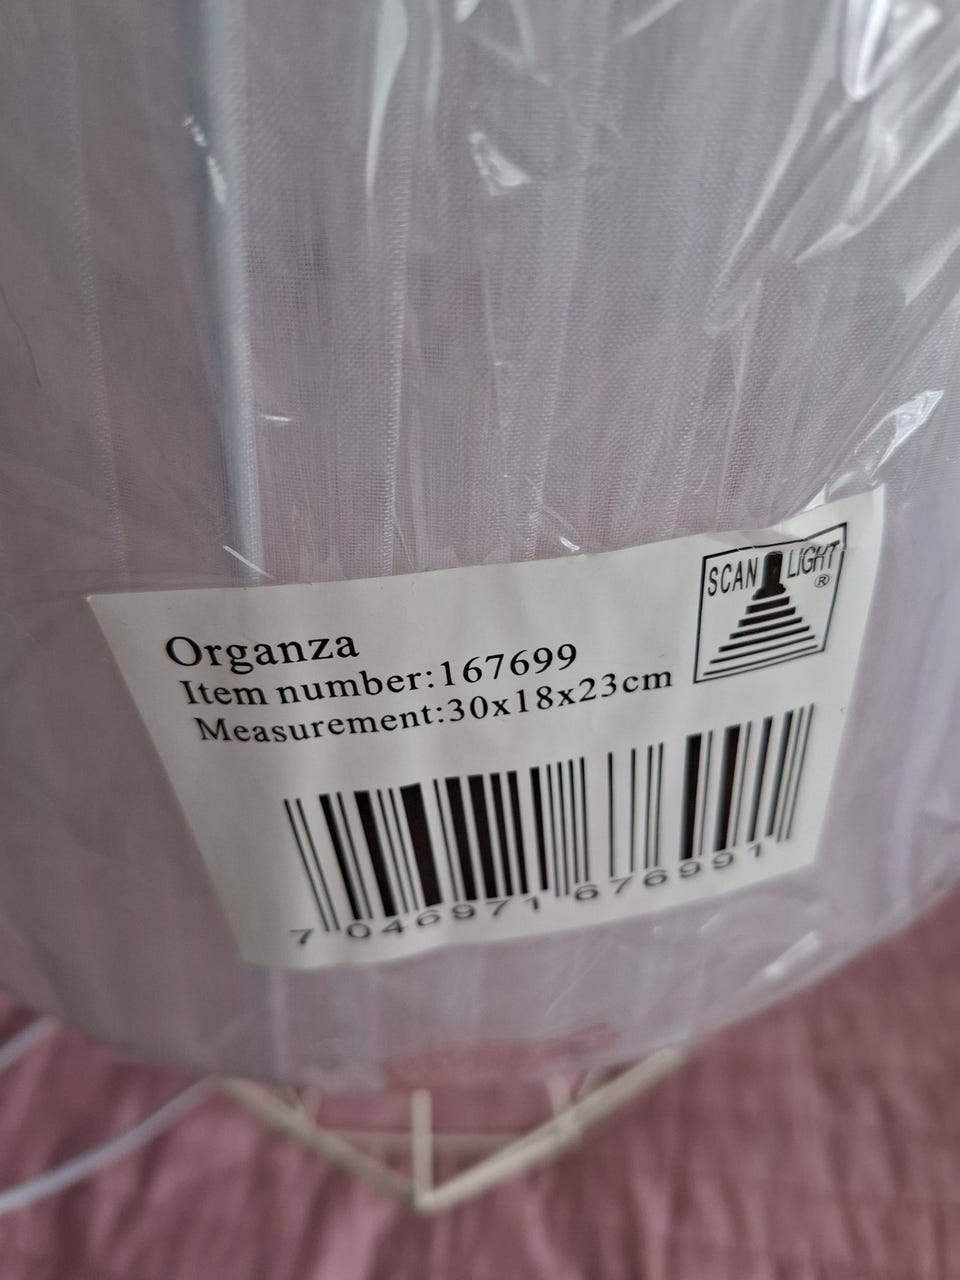 SCAN LIGHT
®
Organza
Item number:167699
Measurement:30x18x23cm
7 046971 676991